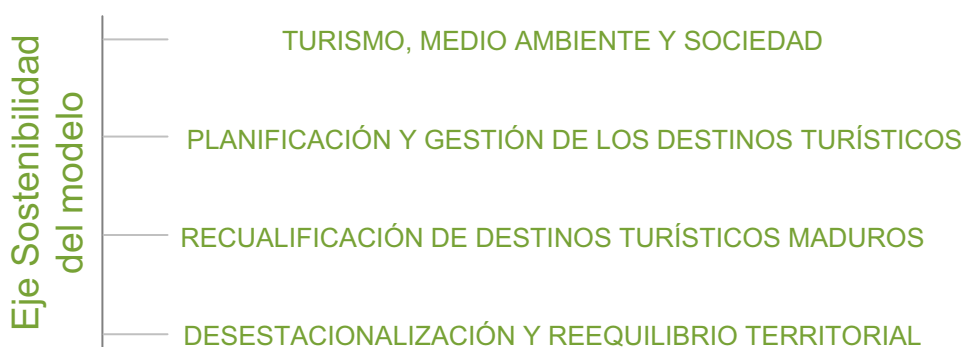 Eje Sostenibilidad
del modelo
TURISMO, MEDIO AMBIENTE Y SOCIEDAD
PLANIFICACIÓN Y GESTIÓN DE LOS DESTINOS TURÍSTICOS
RECUALIFICACIÓN DE DESTINOS TURÍSTICOS MADUROS
DESESTACIONALIZACIÓN Y REEQUILIBRIO TERRITORIAL